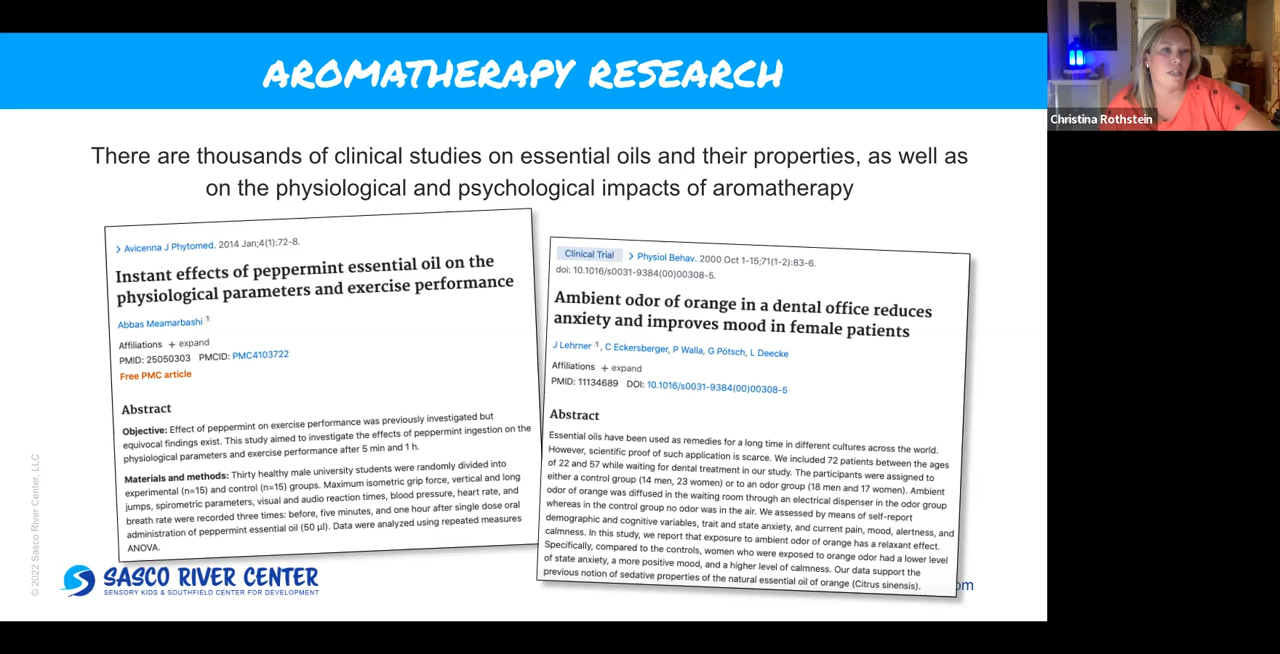 AROMATHERAPY RESEARCH
Christina Rothstein
There are thousands of clinical studies on essential oils and their properties, as well as
on the physiological and psychological impacts of aromatherapy
Avicenna J Phytomed. 2014 Jan;4(1):72-8.
Instant effects of peppermint essential oil on the
physiological parameters and exercise performance
Abbas Meamarbashi 1
Affiliations + expand
PMID: 25050303 PMCID: PMC4103722
Free PMC article
Abstract
Objective: Effect of peppermint on exercise performance was previously investigated but
equivocal findings exist. This study aimed to investigate the effects of peppermint ingestion on the
physiological parameters and exercise performance after 5 min and 1 h.
Materials and methods: Thirty healthy male university students were randomly divided into
experimental (n=15) and control (n=15) groups. Maximum isometric grip force, vertical and long
jumps, spirometric parameters, visual and audio reaction times, blood pressure, heart rate, and
breath rate were recorded three times: before, five minutes, and one hour after single dose oral
administration of peppermint essential oil (50 µl). Data were analyzed using repeated measures
ANOVA.
Clinical Trial > Physiol Behav. 2000 Oct 1-15;71(1-2):83-6.
doi: 10.1016/s0031-9384(00)00308-5.
Ambient odor of orange in a dental office reduces
anxiety and improves mood in female patients
J Lehrner 1, C Eckersberger, P Walla, G Pötsch, L Deecke
Affiliations + expand
PMID: 11134689 DOI: 10.1016/s0031-9384(00)00308-5
Abstract
Essential oils have been used as remedies for a long time in different cultures across the world.
However, scientific proof of such application is scarce. We included 72 patients between the ages
of 22 and 57 while waiting for dental treatment in our study. The participants were assigned to
either a control group (14 men, 23 women) or to an odor group (18 men and 17 women). Ambient
odor of orange was diffused in the waiting room through an electrical dispenser in the odor group
whereas in the control group no odor was in the air. We assessed by means of self-report
demographic and cognitive variables, trait and state anxiety, and current pain, mood, alertness, and
calmness. In this study, we report that exposure to ambient odor of orange has a relaxant effect.
Specifically, compared to the controls, women who were exposed to orange odor had a lower level
of state anxiety, a more positive mood, and a higher level of calmness. Our data support the
previous notion of sedative properties of the natural essential oil of orange (Citrus sinensis).
© 2022 Sasco River Center, LLC
SASCO RIVER CENTER
SENSORY KIDS & SOUTHFIELD CENTER FOR DEVELOPMENT
om